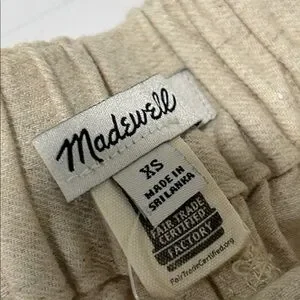 Madewell
XS
MADE IN
SRI LANKA
FAIR TRADE
CERTIFIED
FACTORY
FairTradeCertified.org